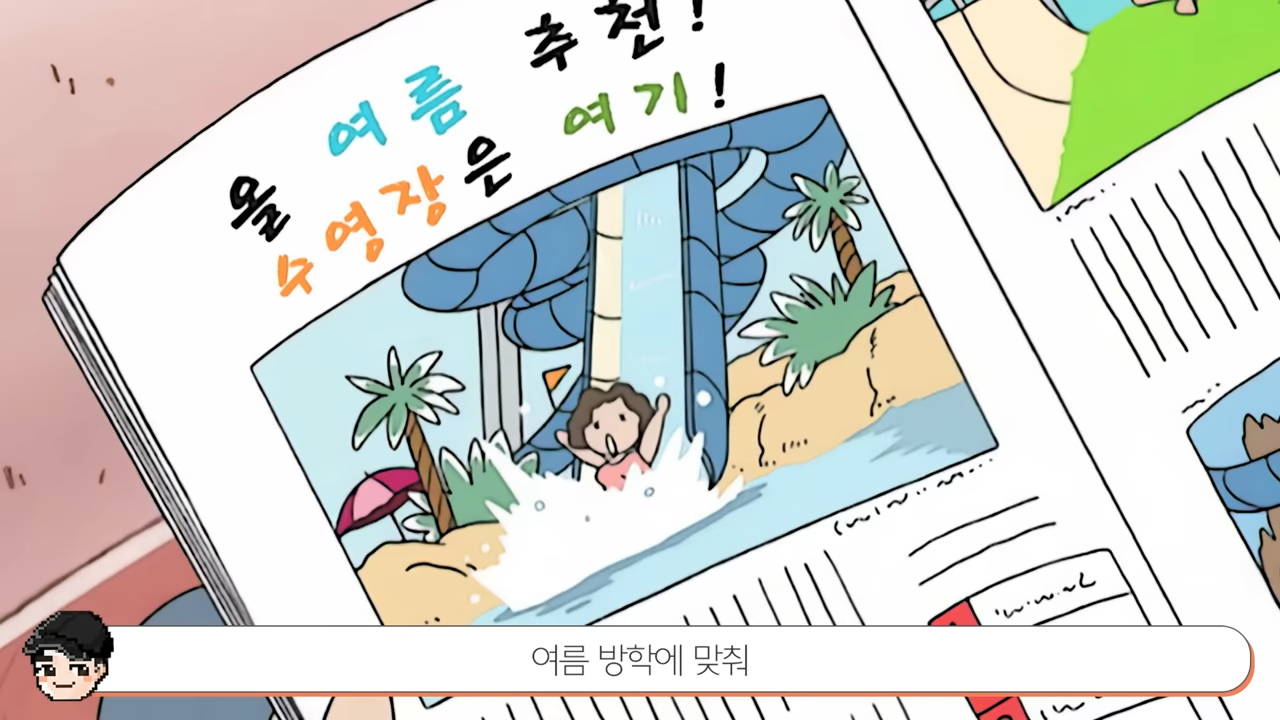 올 여름 추천!
수영장은 여기!
여름 방학에 맞춰